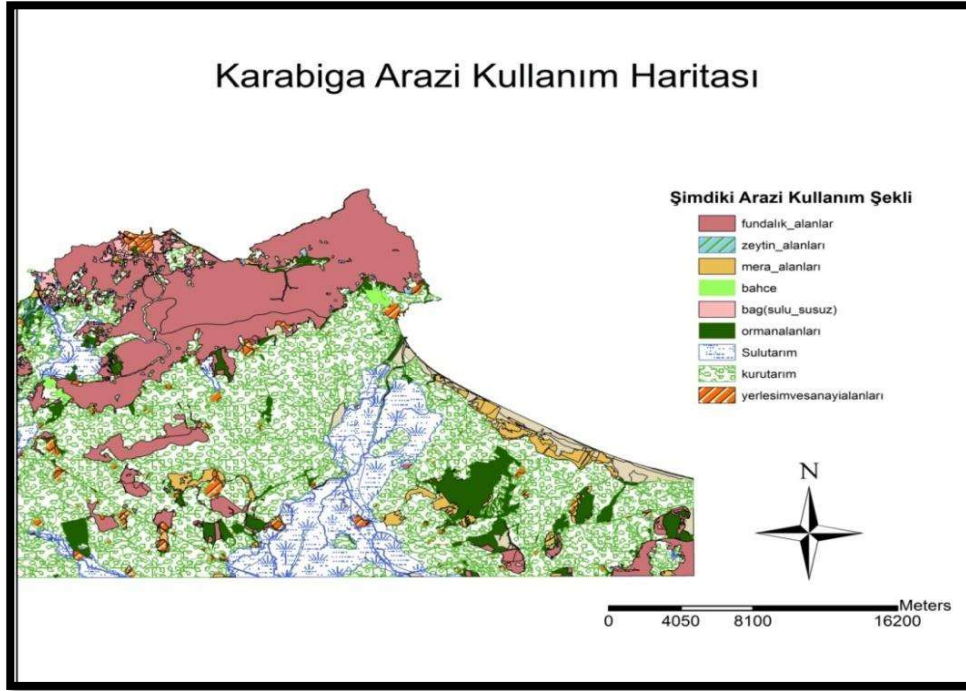 Karabiga Arazi Kullanım Haritası
Şimdiki Arazi Kullanım Şekli
fundalık_alanlar
zeytin_alanları
mera_alanları
bahce
bag(sulu_susuz)
ormanalanları
Sulutarım
kurutarım
yerlesimvesanayialanları
N
Meters
0 4050 8100 16200